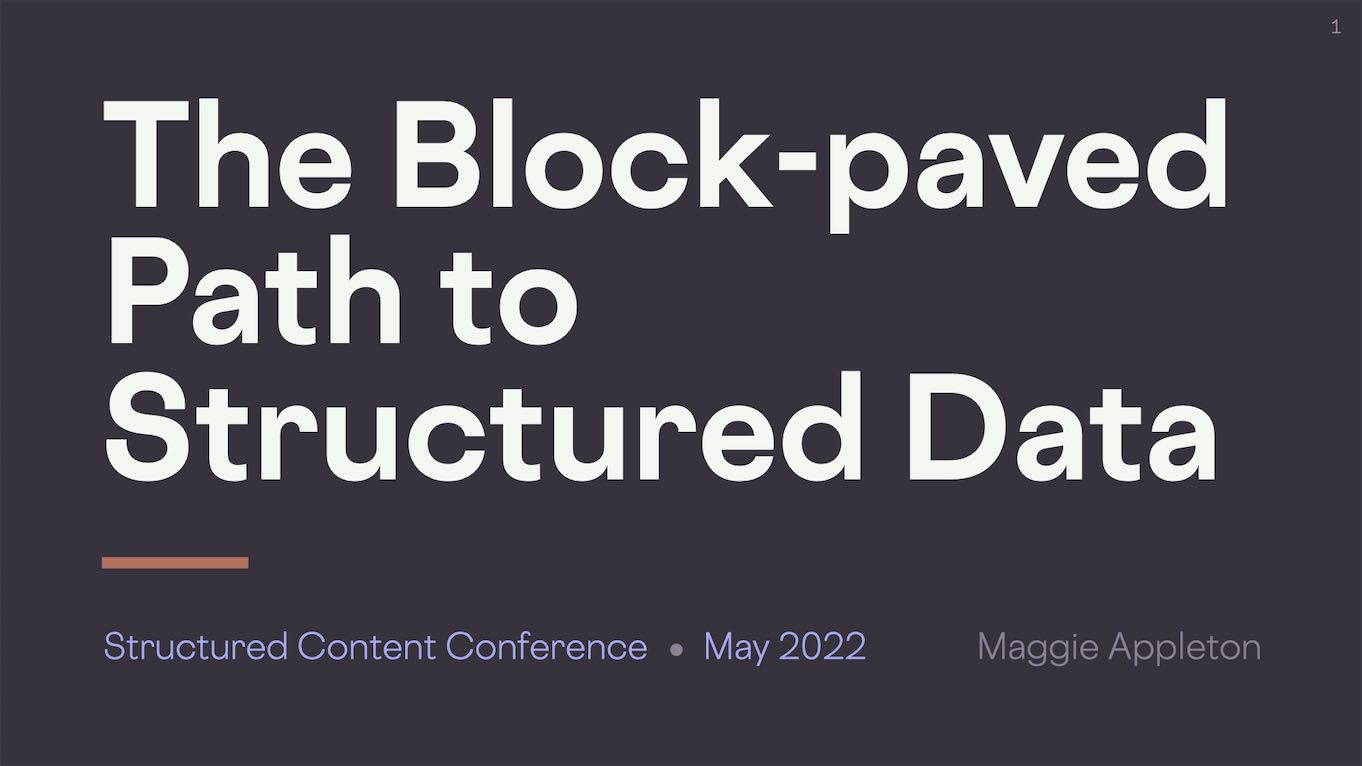 1
The Block-paved
Path to
Structured Data
Structured Content Conference • May 2022 Maggie Appleton